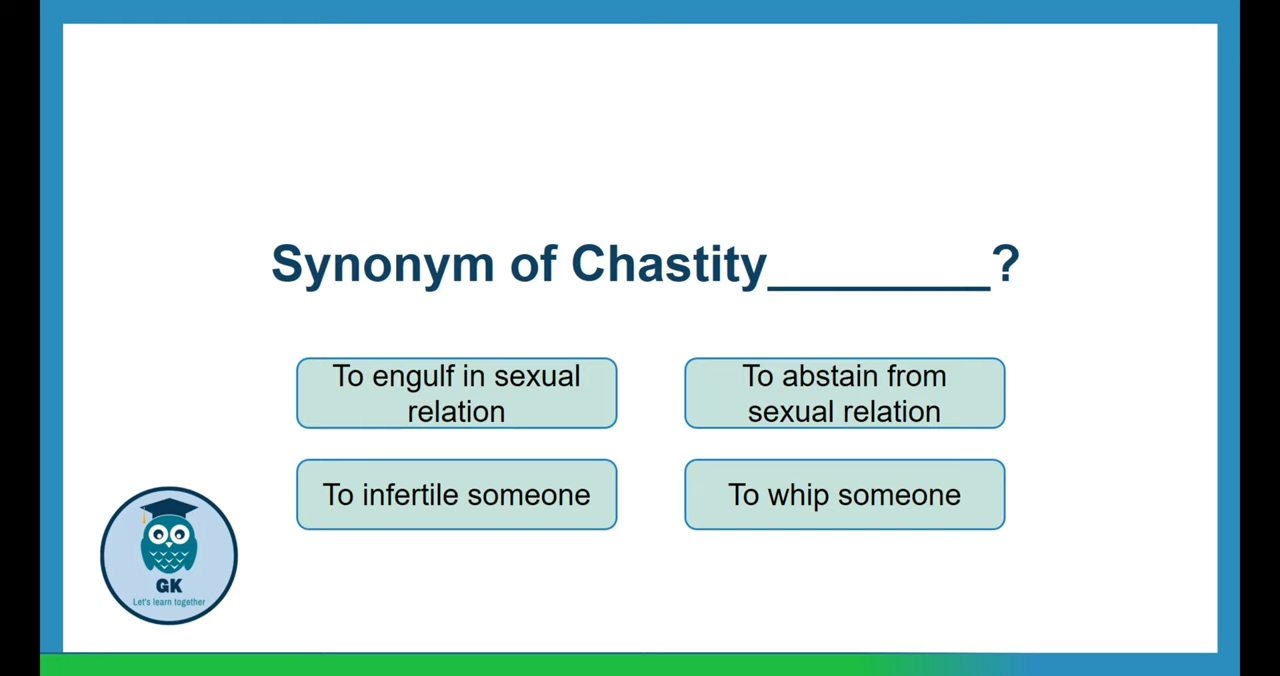 Synonym of Chastity________?
To engulf in sexual
relation
To abstain from
sexual relation
To infertile someone
To whip someone
GK
Let's learn together